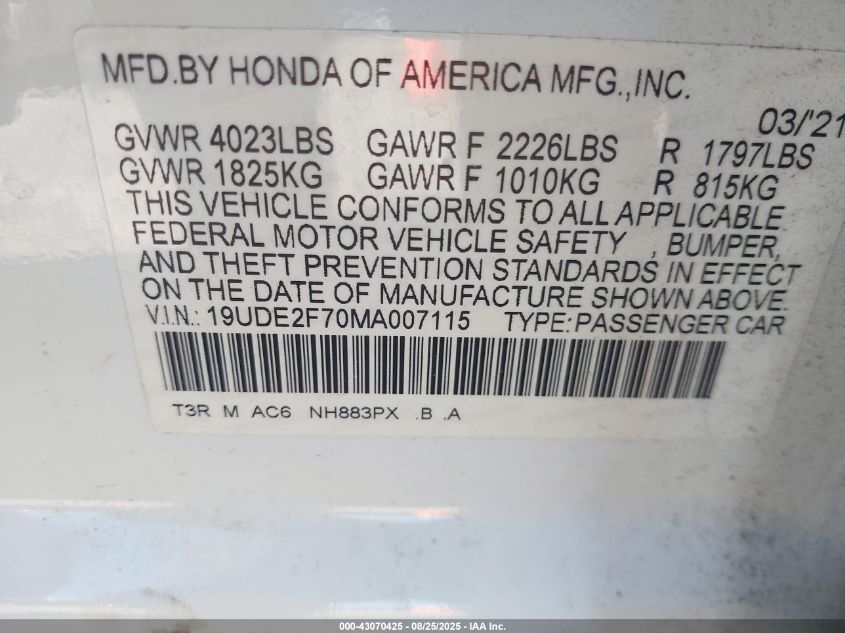 MFD.BY HONDA OF AMERICA MFG.,INC.
03/'21
GVWR 4023LBS GAWR F 2226LBS R 1797LBS
GVWR 1825KG GAWR F 1010KG R 815KG
THIS VEHICLE CONFORMS TO ALL APPLICABLE
FEDERAL MOTOR VEHICLE SAFETY , BUMPER,
AND THEFT PREVENTION STANDARDS IN EFFECT
ON THE DATE OF MANUFACTURE SHOWN ABOVE.
V.I.N.: 19UDE2F70MA007115 TYPE:PASSENGER CAR
T3R M AC6 NH883PX .B .A
000-43070425 - 08/25/2025 - IAA Inc.